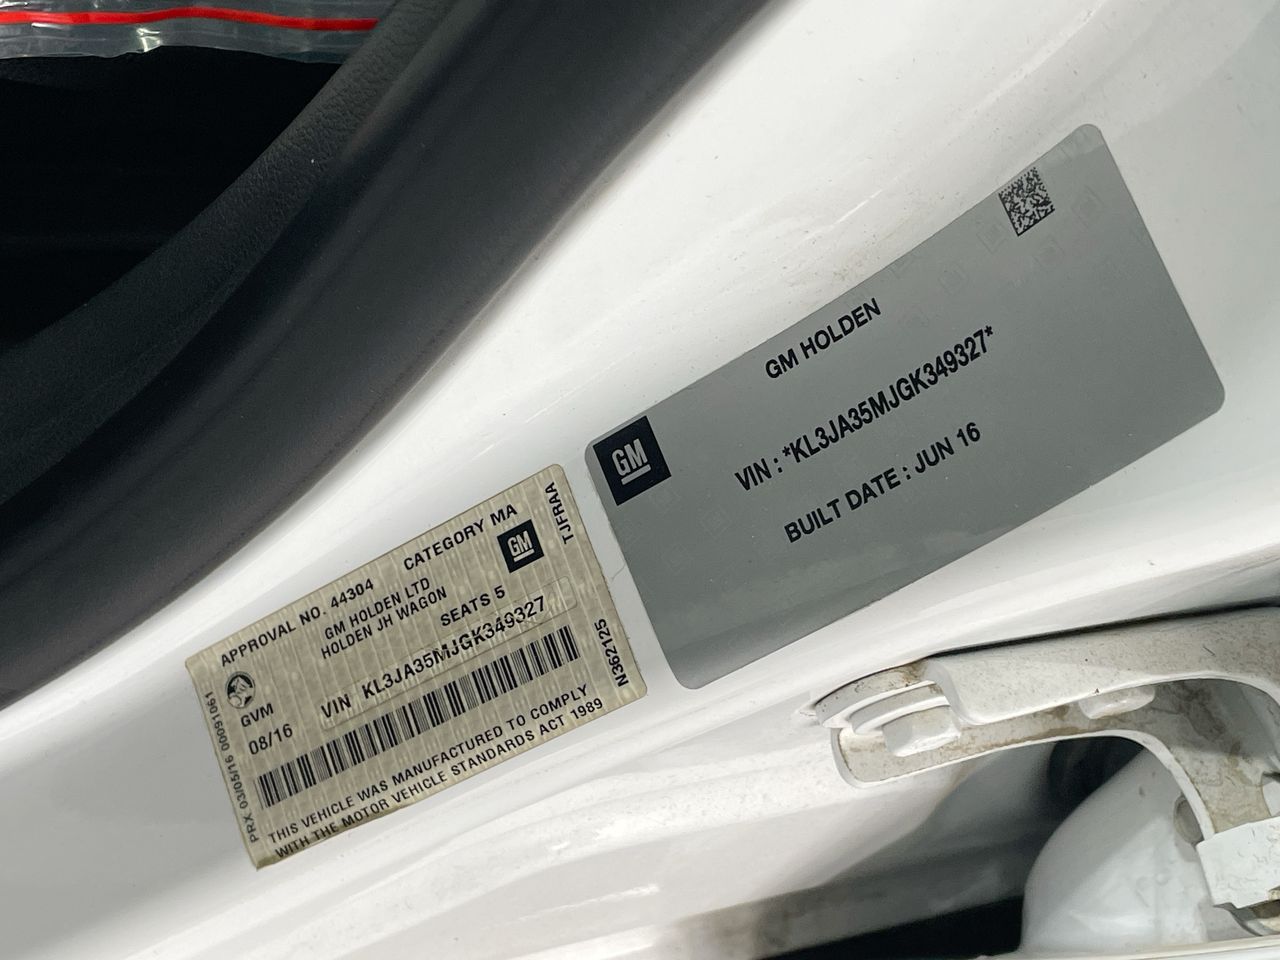 GM HOLDEN
GM
VIN : *KL3JA35MJGK349327*
BUILT DATE : JUN 16
APPROVAL NO. 44304 CATEGORY MA
GM HOLDEN LTD
HOLDEN JH WAGON
GM
TJFRAA
SEATS 5
GVM
VIN KL3JA35MJGK349327
08/16
N362125
PRX 03/05/16 00091061
THIS VEHICLE WAS MANUFACTURED TO COMPLY
WITH THE MOTOR VEHICLE STANDARDS ACT 1989